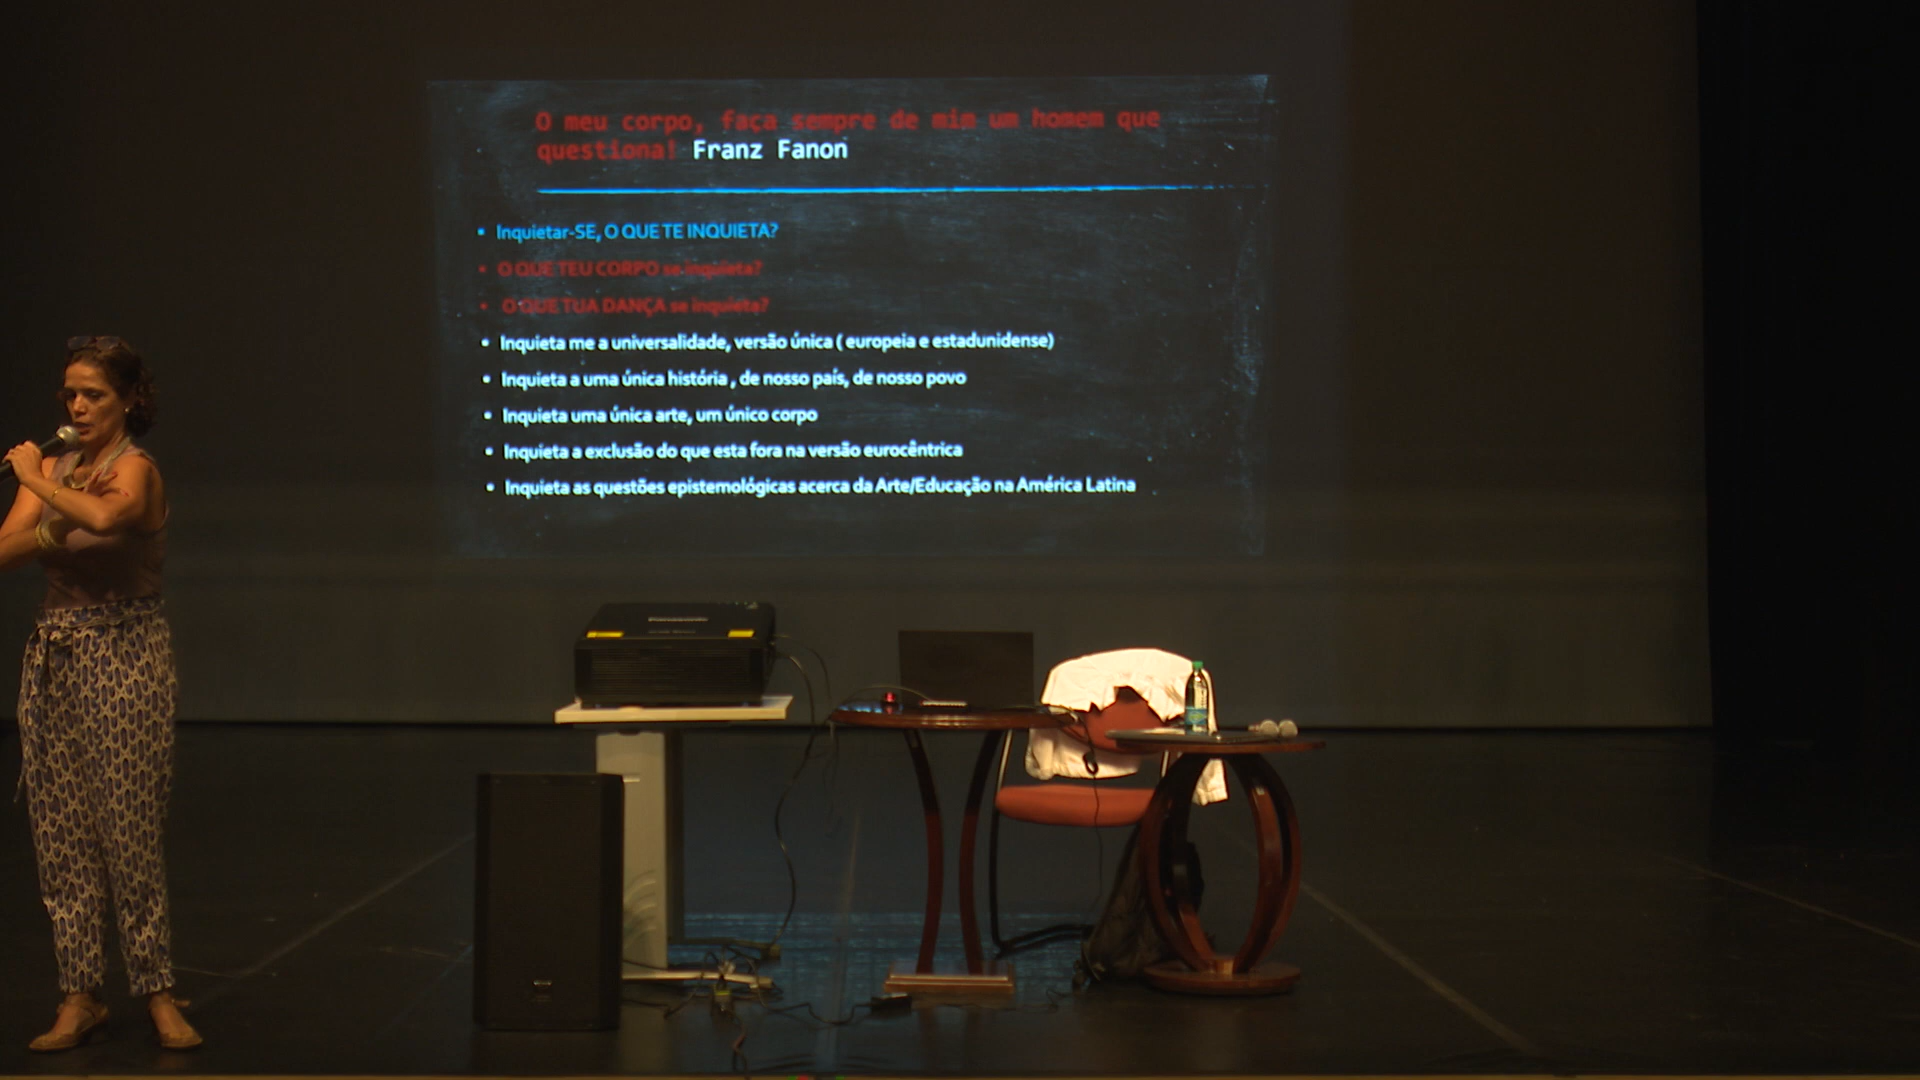 O meu corpo, faça sempre de mim um homem que
questiona! Franz Fanon
▪ Inquietar-SE, O QUE TE INQUIETA?
▪ O QUE TEU CORPO se inquieta?
▪ O QUE TUA DANÇA se inquieta?
▪ Inquieta me a universalidade, versão única ( europeia e estadunidense)
▪ Inquieta a uma única história , de nosso país, de nosso povo
▪ Inquieta uma única arte, um único corpo
▪ Inquieta a exclusão do que esta fora na versão eurocêntrica
▪ Inquieta as questões epistemológicas acerca da Arte/Educação na América Latina
Panasonic